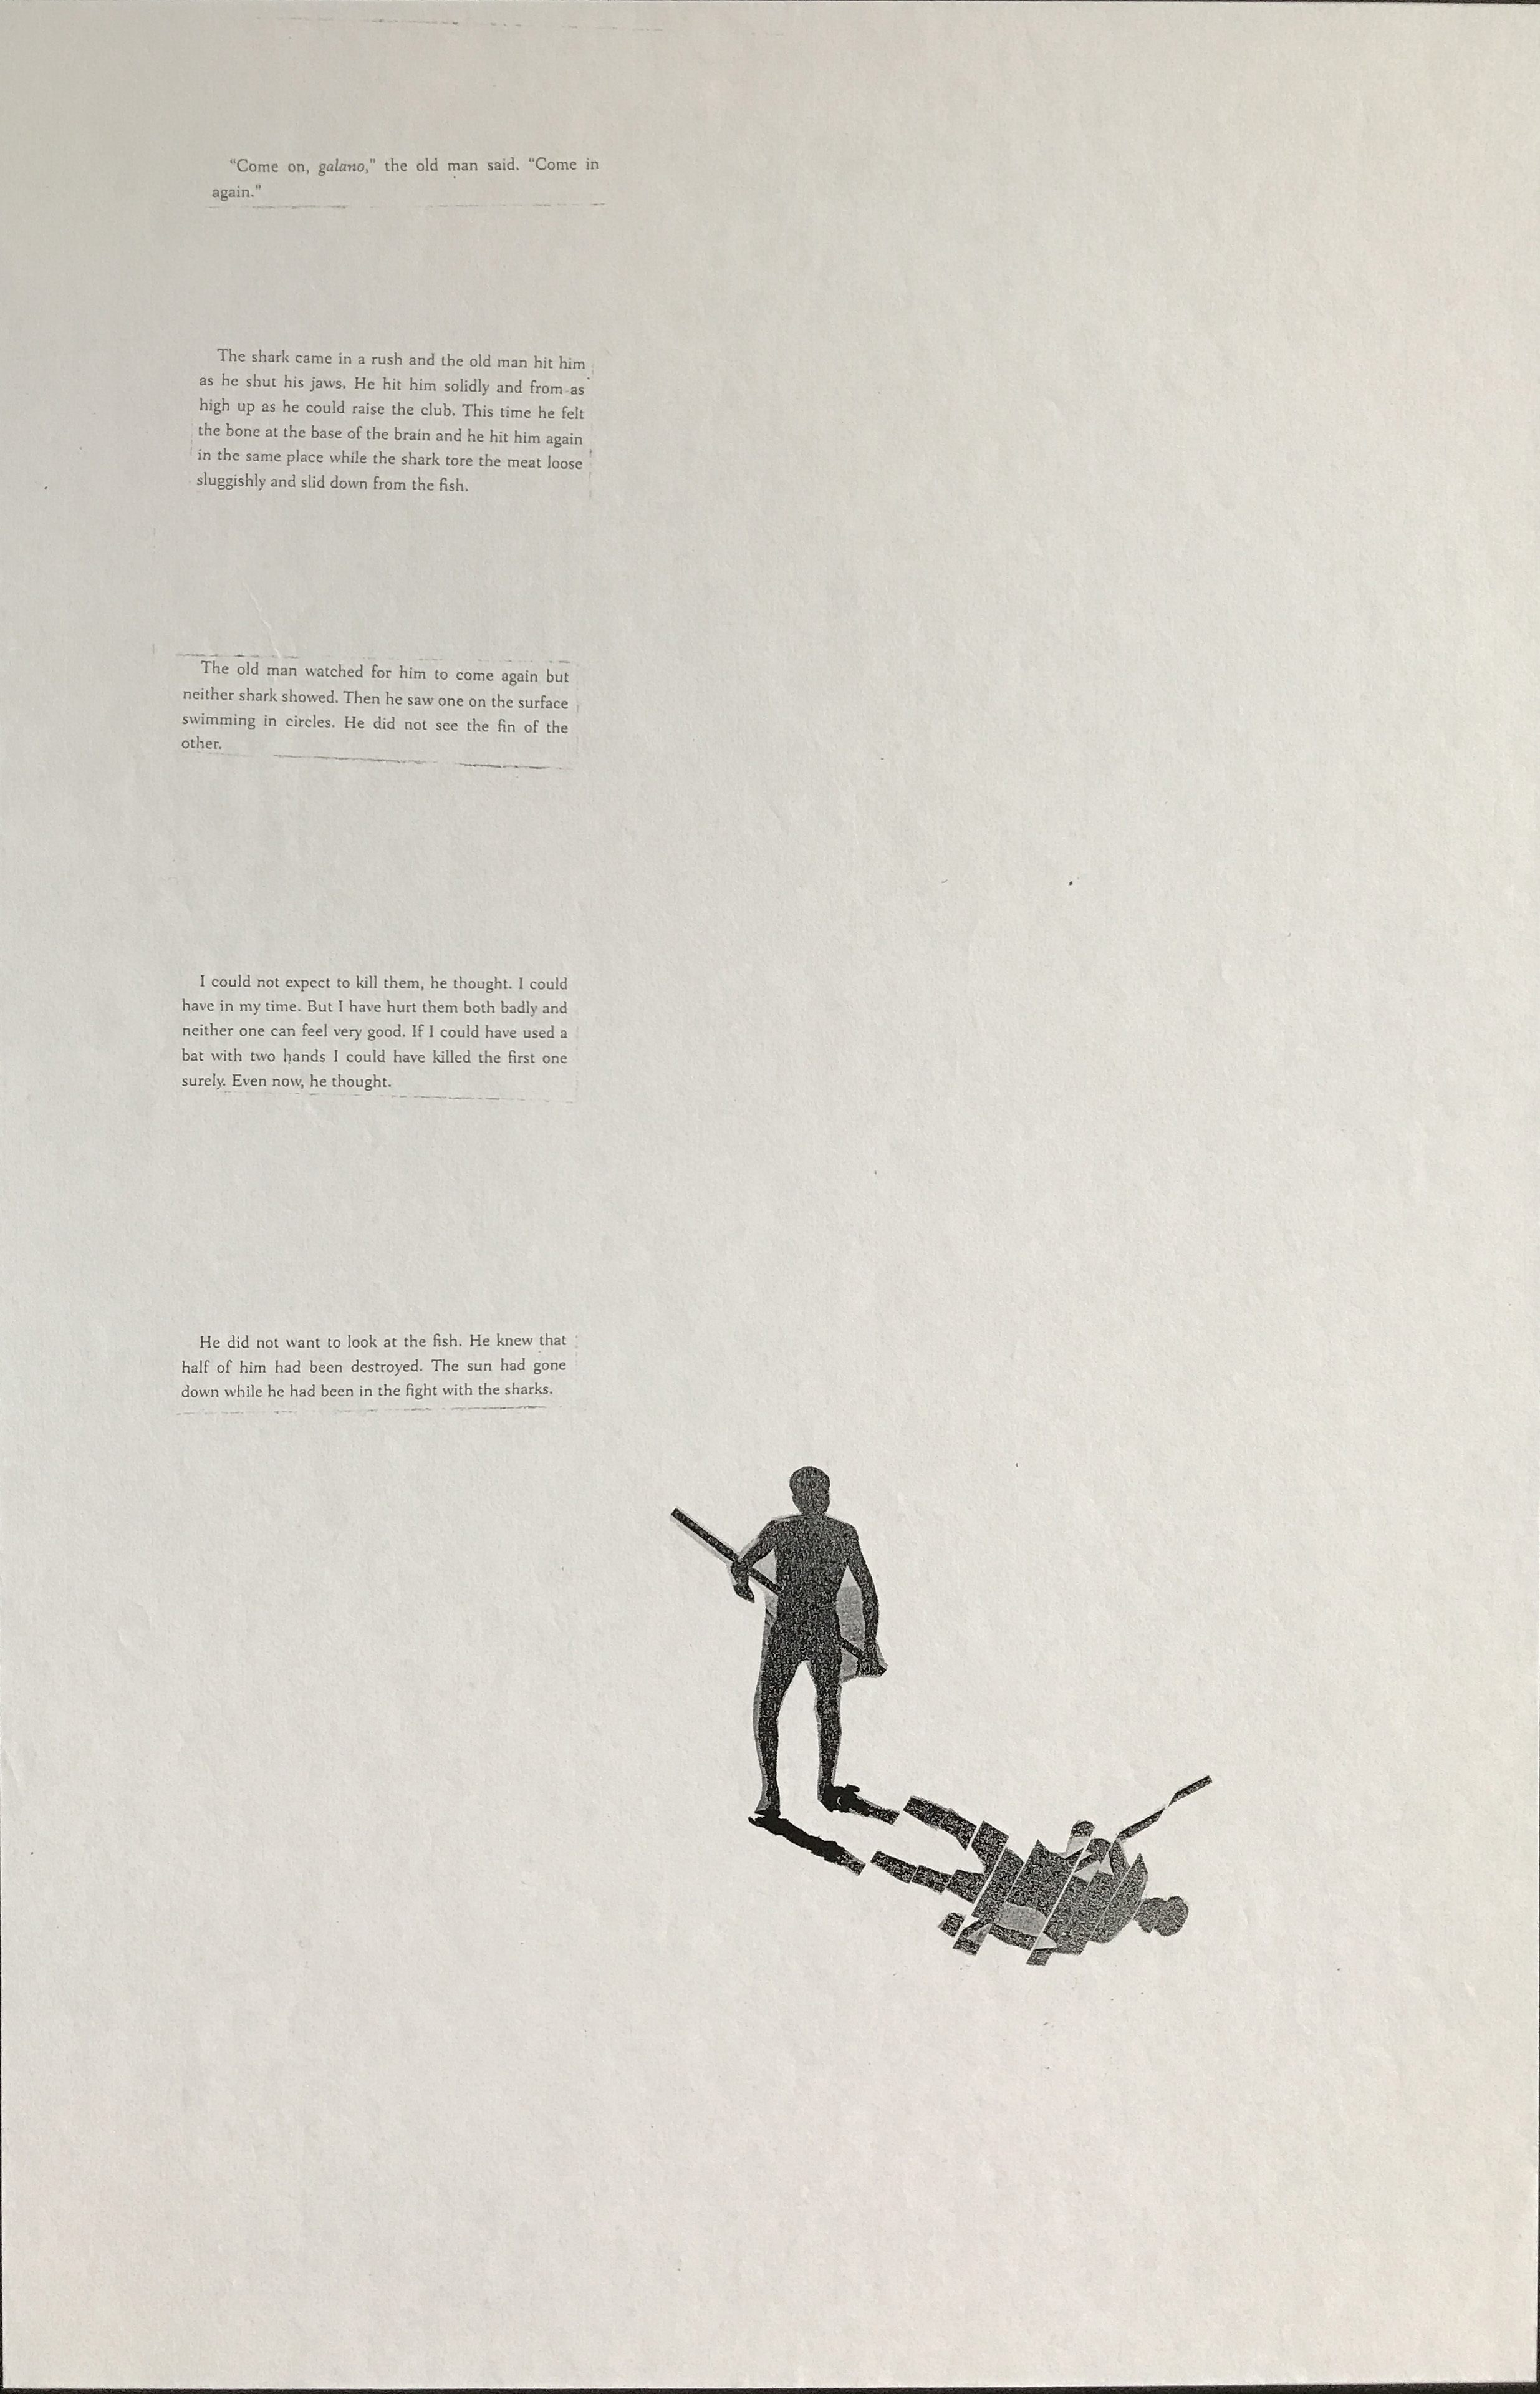 “Come on, galano,” the old man said. “Come in
again.”
The shark came in a rush and the old man hit him
as he shut his jaws. He hit him solidly and from as
high up as he could raise the club. This time he felt
the bone at the base of the brain and he hit him again
in the same place while the shark tore the meat loose
sluggishly and slid down from the fish.
The old man watched for him to come again but
neither shark showed. Then he saw one on the surface
swimming in circles. He did not see the fin of the
other.
I could not expect to kill them, he thought. I could
have in my time. But I have hurt them both badly and
neither one can feel very good. If I could have used a
bat with two hands I could have killed the first one
surely. Even now, he thought.
He did not want to look at the fish. He knew that
half of him had been destroyed. The sun had gone
down while he had been in the fight with the sharks.